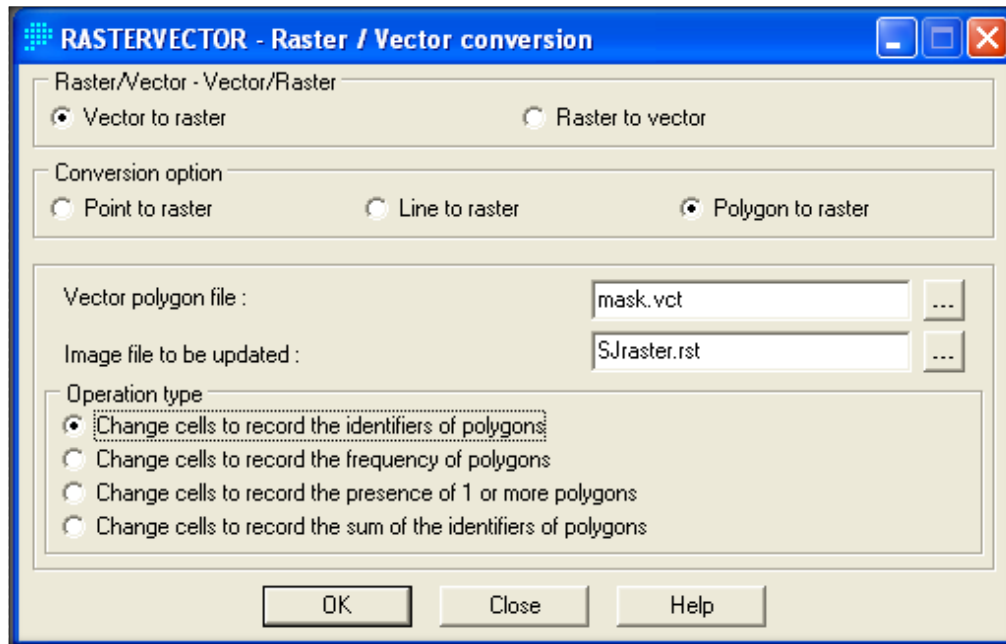 RASTERVECTOR - Raster / Vector conversion
Raster/Vector - Vector/Raster
Vector to raster
Raster to vector
Conversion option
Point to raster
Line to raster
Polygon to raster
Vector polygon file :
mask.vct
...
Image file to be updated :
SJraster.rst
...
Operation type
Change cells to record the identifiers of polygons
Change cells to record the frequency of polygons
Change cells to record the presence of 1 or more polygons
Change cells to record the sum of the identifiers of polygons
OK
Close
Help